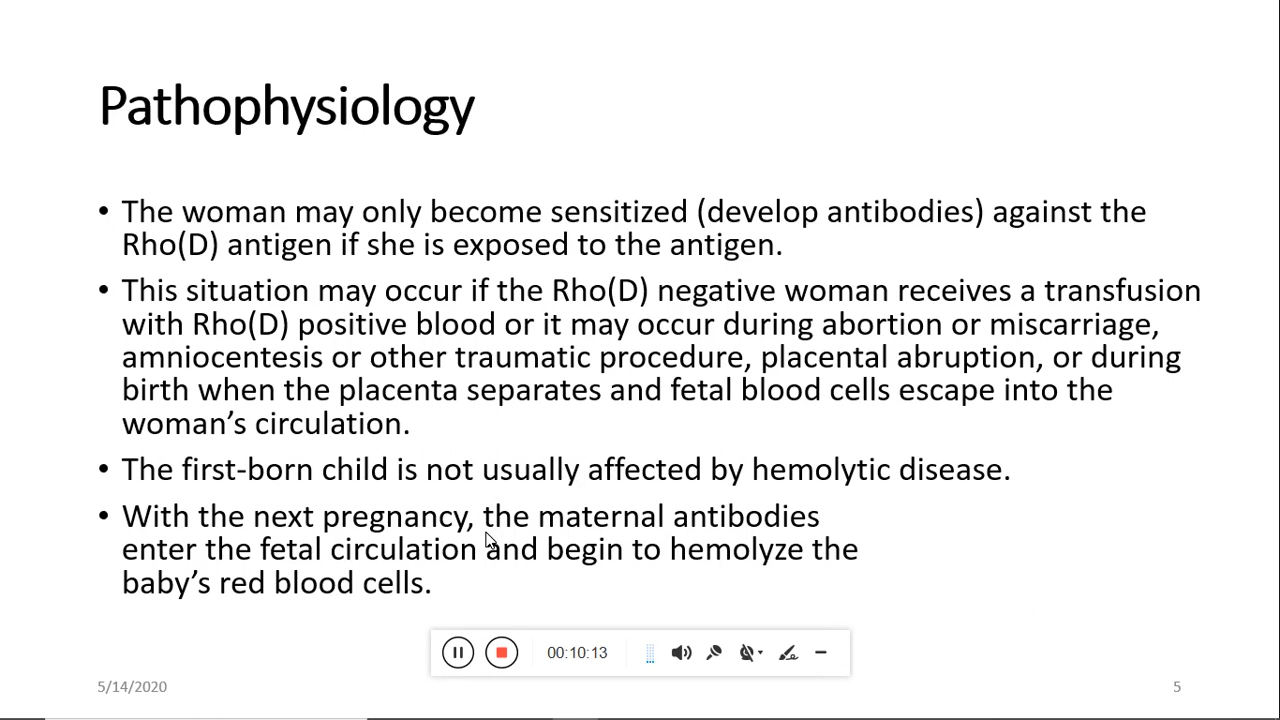 Pathophysiology
• The woman may only become sensitized (develop antibodies) against the
Rho(D) antigen if she is exposed to the antigen.
• This situation may occur if the Rho(D) negative woman receives a transfusion
with Rho(D) positive blood or it may occur during abortion or miscarriage,
amniocentesis or other traumatic procedure, placental abruption, or during
birth when the placenta separates and fetal blood cells escape into the
woman’s circulation.
• The first-born child is not usually affected by hemolytic disease.
• With the next pregnancy, the maternal antibodies
enter the fetal circulation and begin to hemolyze the
baby’s red blood cells.
00:10:13
5/14/2020
5